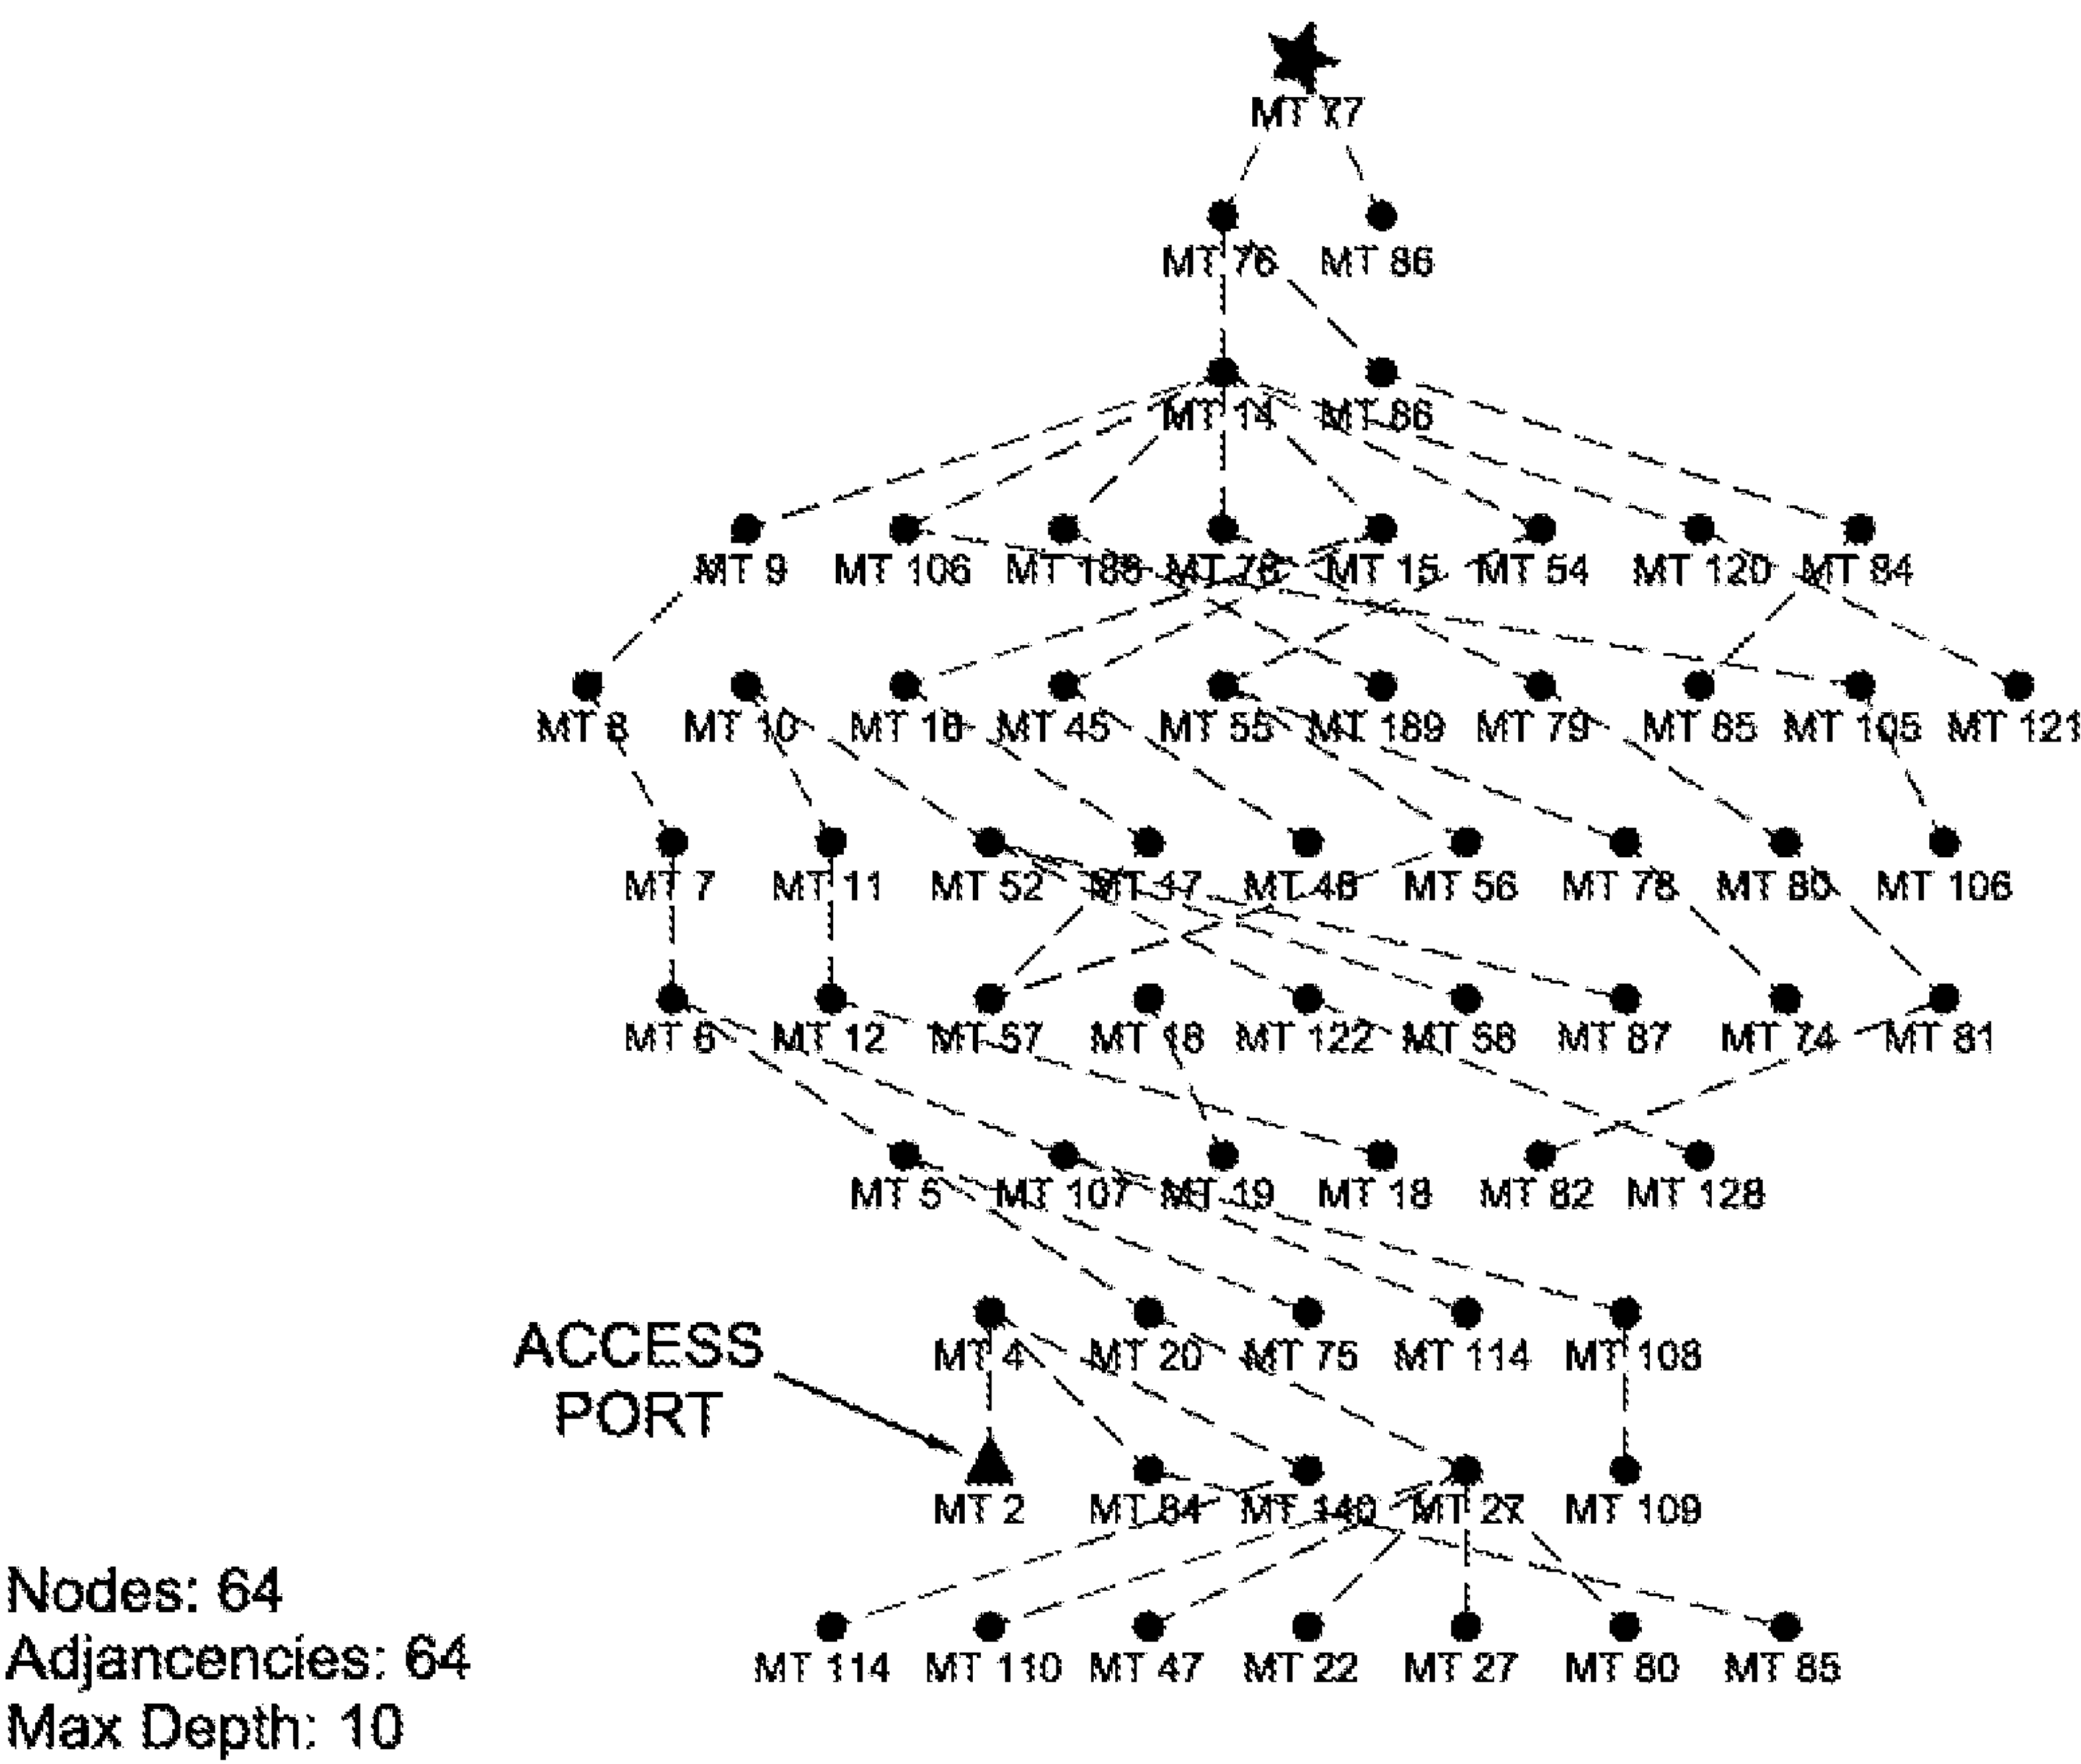 MT 77
MT 76 MT 86
MT 14 MT 66
MT 9 MT 106 MT 188 MT 78 MT 15 MT 54 MT 120 MT 84
MT 8 MT 10 MT 16 MT 45 MT 55 MT 189 MT 79 MT 85 MT 105 MT 121
MT 7 MT 11 MT 52 MT 47 MT 46 MT 56 MT 78 MT 80 MT 106
MT 6 MT 12 MT 57 MT 18 MT 122 MT 58 MT 87 MT 74 MT 81
MT 5 MT 107 MT 19 MT 18 MT 82 MT 128
MT 4 MT 20 MT 75 MT 114 MT 108
ACCESS
PORT
MT 2 MT 84 MT 140 MT 27 MT 109
MT 114 MT 110 MT 47 MT 22 MT 27 MT 80 MT 85
Nodes: 64
Adjancencies: 64
Max Depth: 10